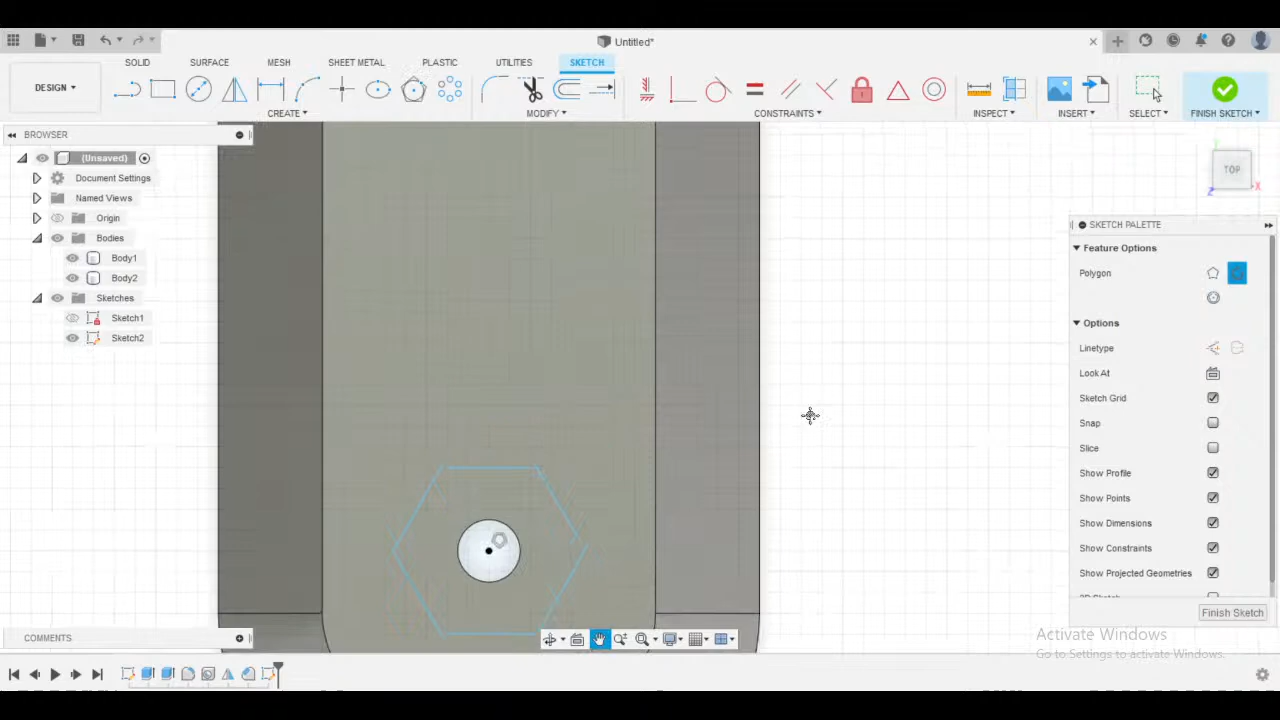 Untitled*
SOLID SURFACE MESH SHEET METAL PLASTIC UTILITIES SKETCH
DESIGN
CREATE MODIFY CONSTRAINTS INSPECT INSERT SELECT FINISH SKETCH
BROWSER
(Unsaved)
Document Settings
Named Views
Origin
Bodies
Body1
Body2
Sketches
Sketch1
Sketch2
TOP
X
Z
SKETCH PALETTE
Feature Options
Polygon
Options
Linetype
Look At
Sketch Grid
Snap
Slice
Show Profile
Show Points
Show Dimensions
Show Constraints
Show Projected Geometries
Finish Sketch
COMMENTS
Activate Windows
Go to Settings to activate Windows.